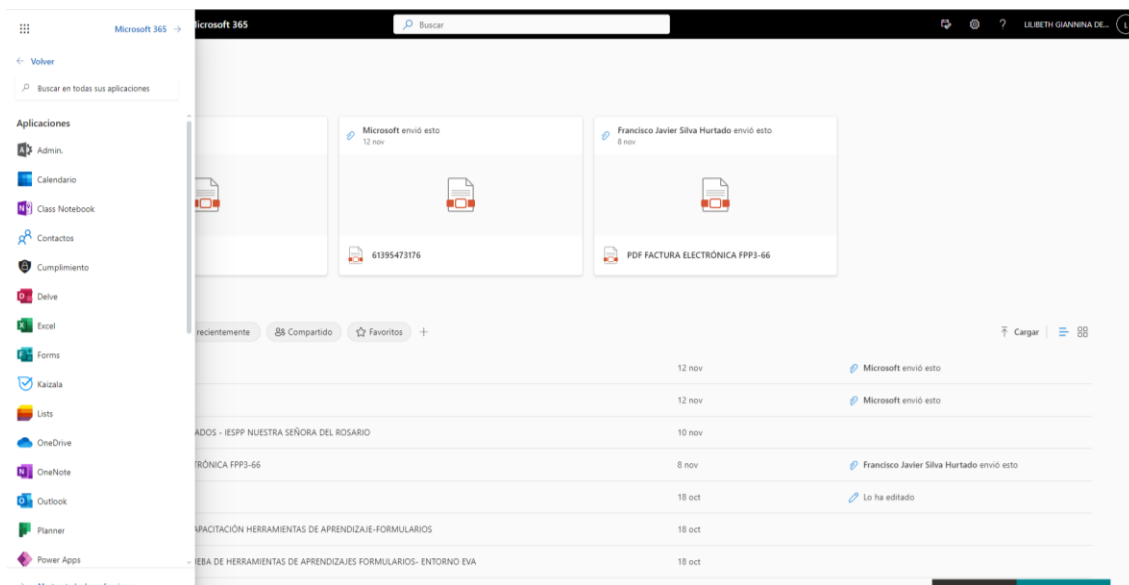 Microsoft 365 →
icrosoft 365
Buscar
?
LILIBETH GIANNINA DE...
L
← Volver
Buscar en todas sus aplicaciones
Aplicaciones
Admin.
Calendario
Class Notebook
Contactos
Cumplimiento
Delve
Excel
Forms
Kaizala
Lists
OneDrive
OneNote
Outlook
Planner
Power Apps
Microsoft envió esto
12 nov
61395473176
Francisco Javier Silva Hurtado envió esto
8 nov
PDF FACTURA ELECTRÓNICA FPP3-66
recientemente
Compartido
Favoritos
+
Cargar
12 nov Microsoft envió esto
12 nov Microsoft envió esto
ADOS - IESPP NUESTRA SEÑORA DEL ROSARIO 10 nov
TRÓNICA FPP3-66 8 nov Francisco Javier Silva Hurtado envió esto
18 oct Lo ha editado
APACITACIÓN HERRAMIENTAS DE APRENDIZAJE-FORMULARIOS 18 oct
EBA DE HERRAMIENTAS DE APRENDIZAJES FORMULARIOS- ENTORNO EVA 18 oct